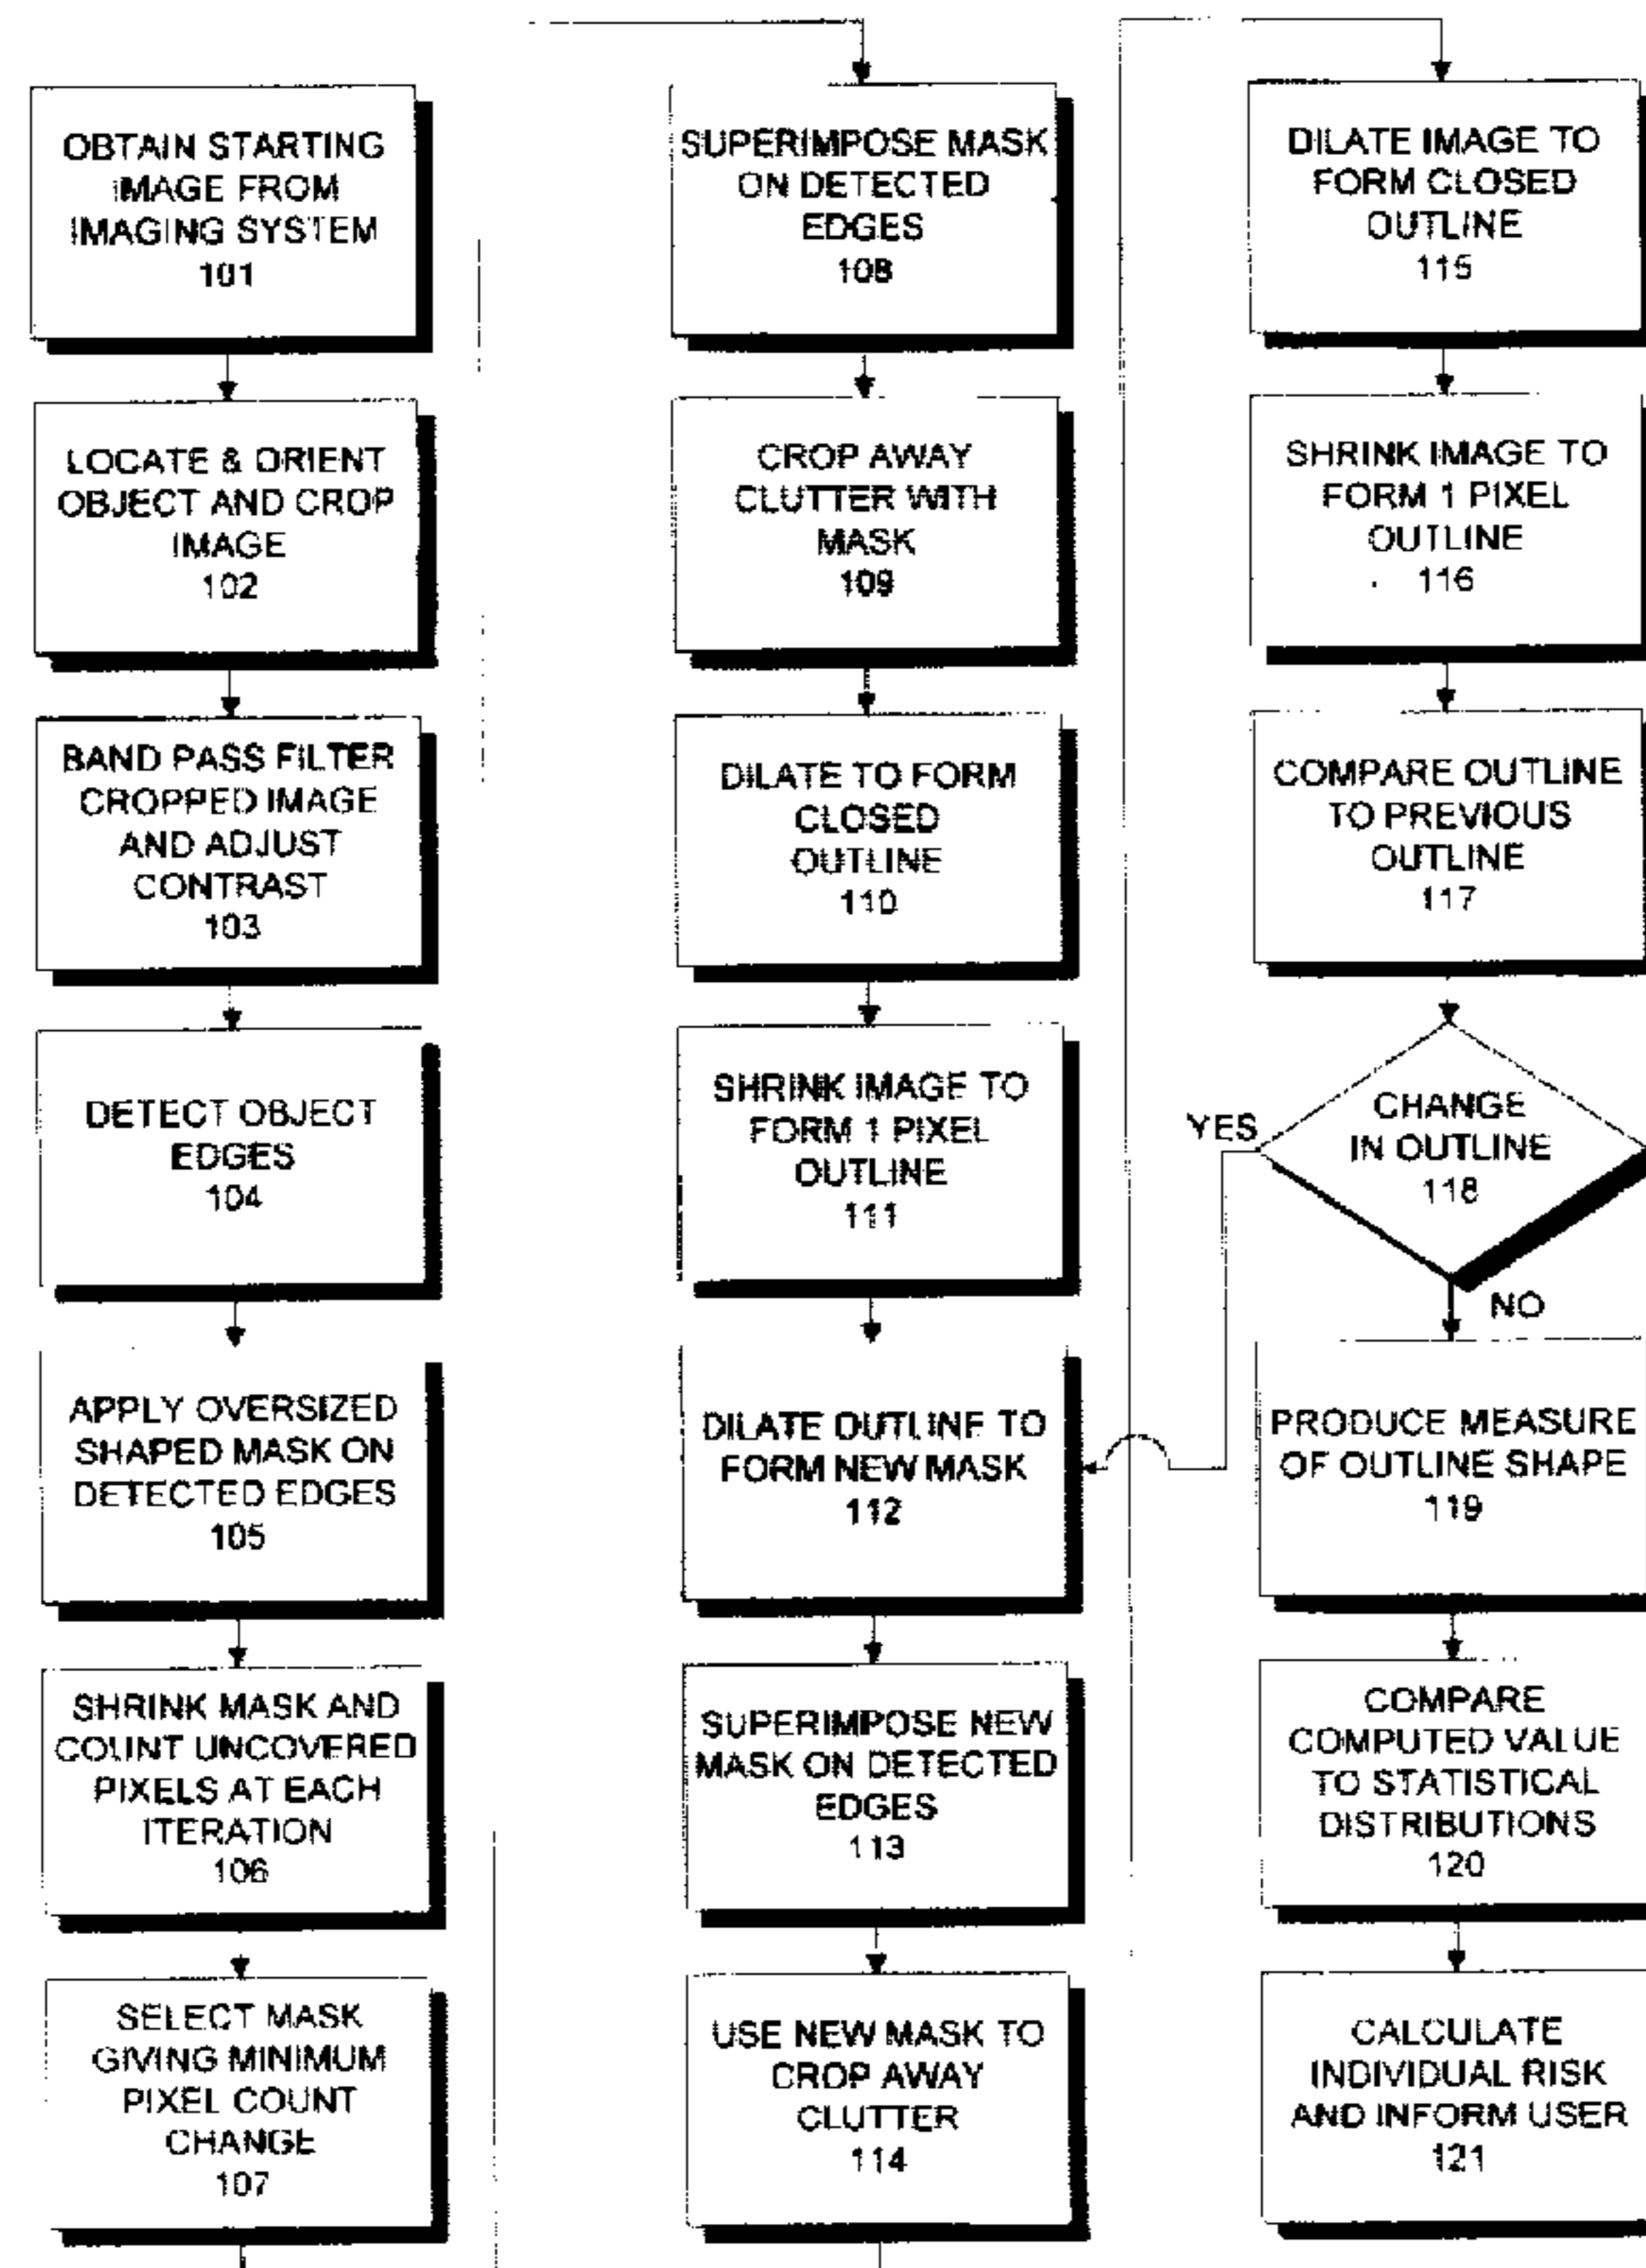 OBTAIN STARTING
IMAGE FROM
IMAGING SYSTEM
101
LOCATE & ORIENT
OBJECT AND CROP
IMAGE
102
BAND PASS FILTER
CROPPED IMAGE
AND ADJUST
CONTRAST
103
DETECT OBJECT
EDGES
104
APPLY OVERSIZED
SHAPED MASK ON
DETECTED EDGES
105
SHRINK MASK AND
COUNT UNCOVERED
PIXELS AT EACH
ITERATION
106
SELECT MASK
GIVING MINIMUM
PIXEL COUNT
CHANGE
107
SUPERIMPOSE MASK
ON DETECTED
EDGES
108
CROP AWAY
CLUTTER WITH
MASK
109
DILATE TO FORM
CLOSED
OUTLINE
110
SHRINK IMAGE TO
FORM 1 PIXEL
OUTLINE
111
DILATE OUTLINE TO
FORM NEW MASK
112
SUPERIMPOSE NEW
MASK ON DETECTED
EDGES
113
USE NEW MASK TO
CROP AWAY
CLUTTER
114
DILATE IMAGE TO
FORM CLOSED
OUTLINE
115
SHRINK IMAGE TO
FORM 1 PIXEL
OUTLINE
116
COMPARE OUTLINE
TO PREVIOUS
OUTLINE
117
YES
CHANGE
IN OUTLINE
118
NO
PRODUCE MEASURE
OF OUTLINE SHAPE
119
COMPARE
COMPUTED VALUE
TO STATISTICAL
DISTRIBUTIONS
120
CALCULATE
INDIVIDUAL RISK
AND INFORM USER
121